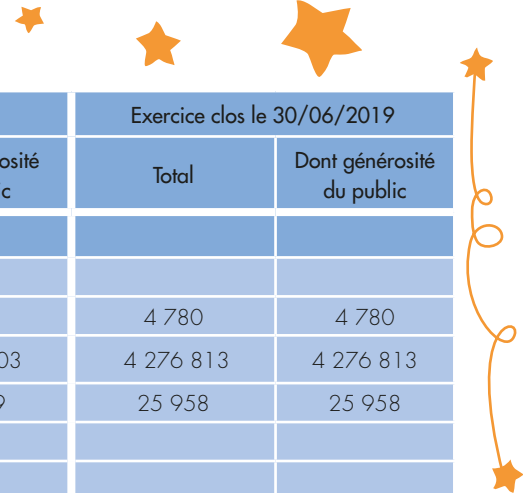 Exercice clos le 30/06/2019
Total
Dont générosité
du public
4 780 4 780
4 276 813 4 276 813
25 958 25 958